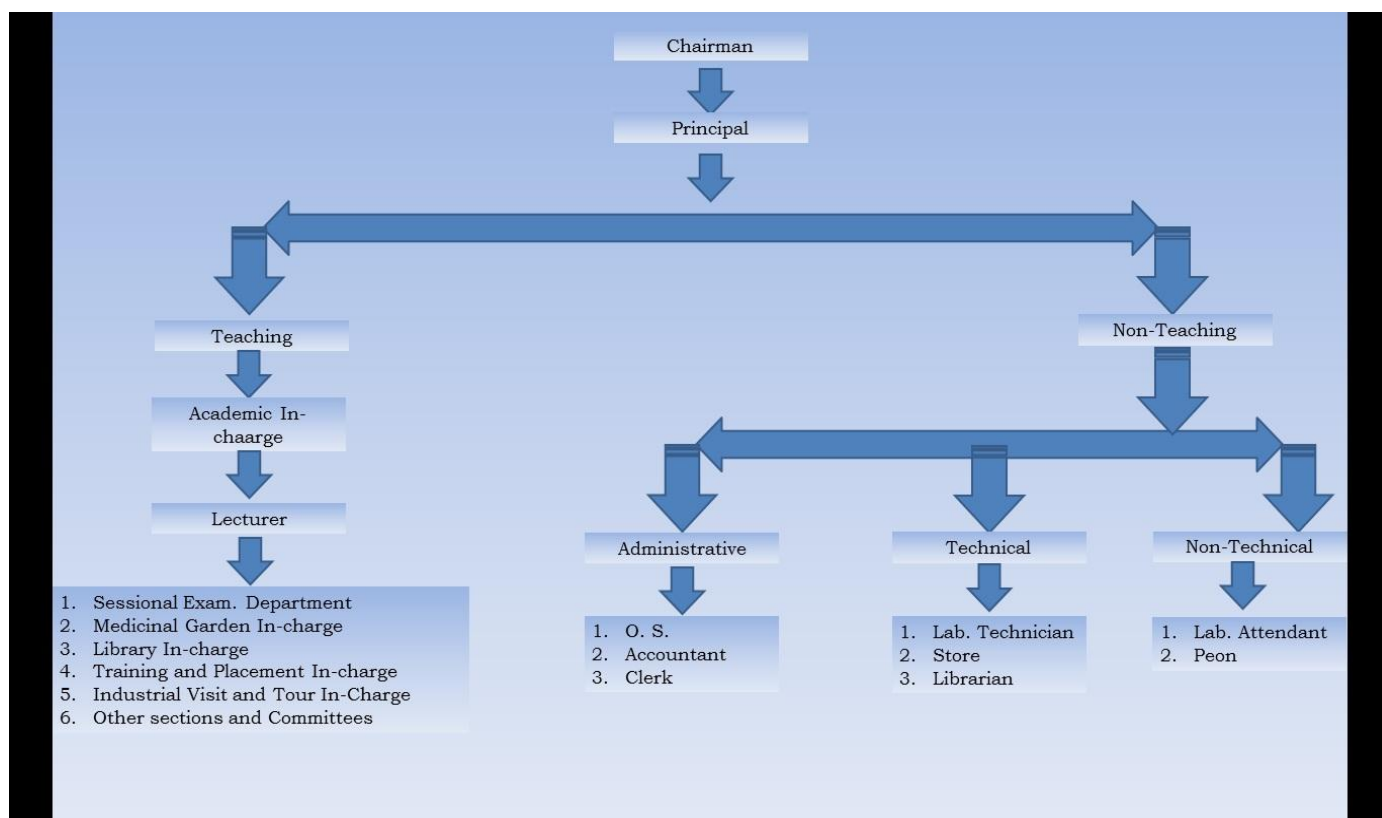 Chairman
Principal
Teaching
Non-Teaching
Academic In-
chaarge
Lecturer
Administrative
Technical
Non-Technical
1. Sessional Exam. Department
2. Medicinal Garden In-charge
3. Library In-charge
4. Training and Placement In-charge
5. Industrial Visit and Tour In-Charge
6. Other sections and Committees
1. O. S.
2. Accountant
3. Clerk
1. Lab. Technician
2. Store
3. Librarian
1. Lab. Attendant
2. Peon